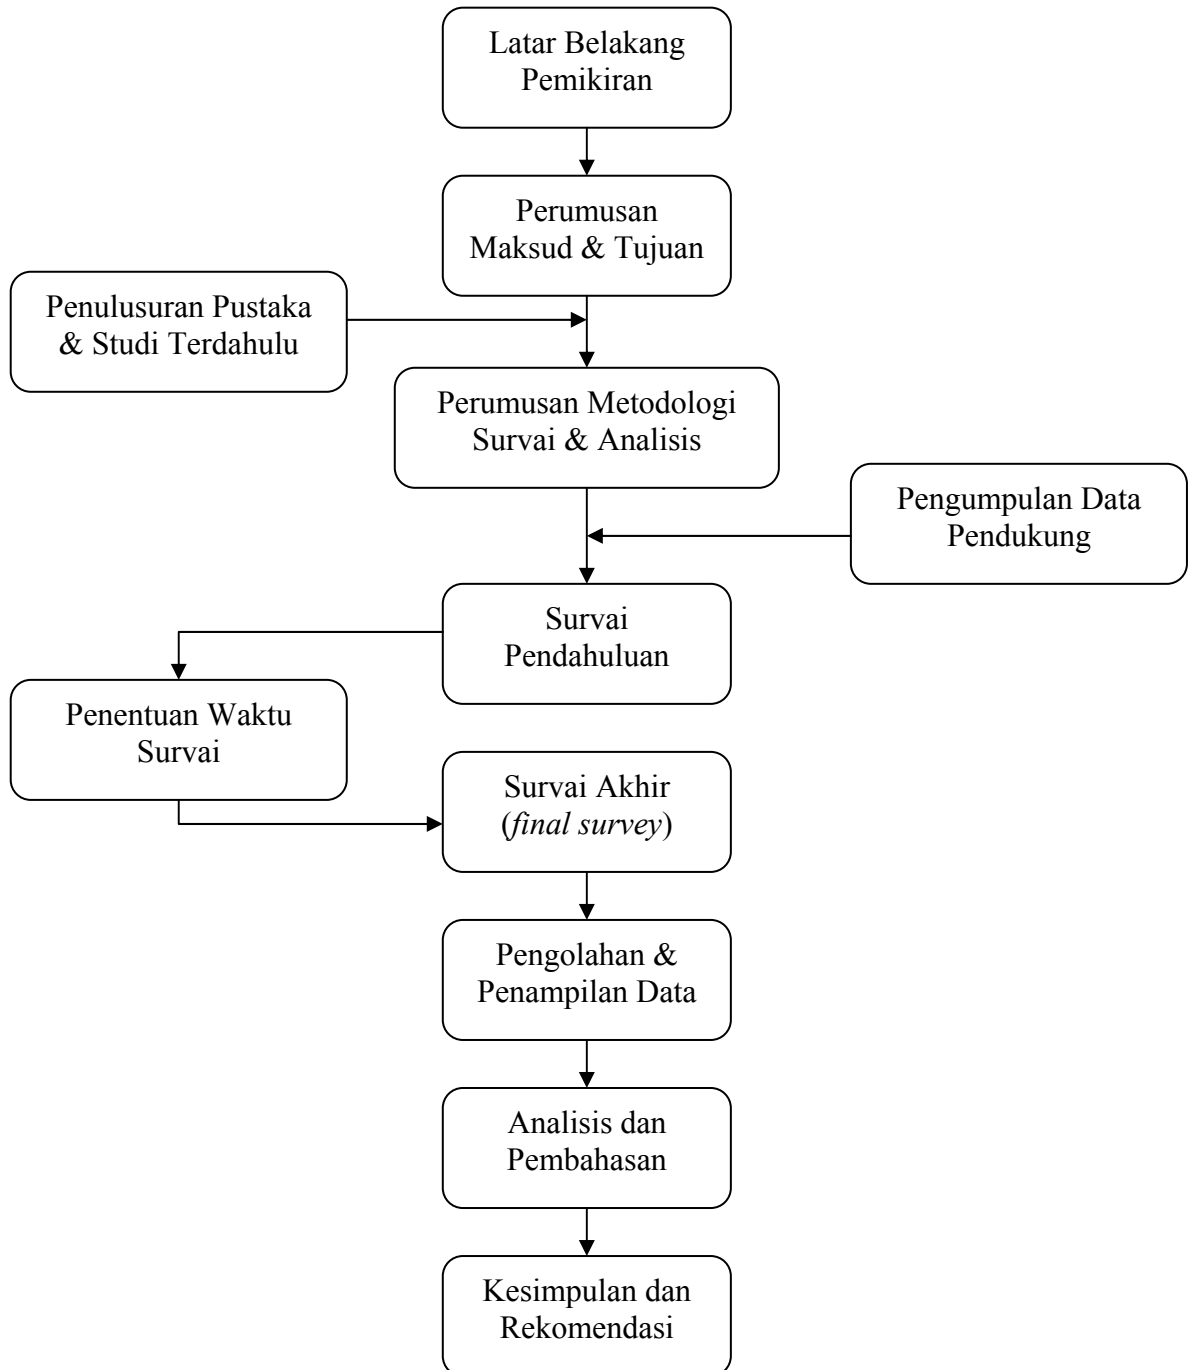 Latar Belakang
Pemikiran
Perumusan
Maksud & Tujuan
Penulusuran Pustaka
& Studi Terdahulu
Perumusan Metodologi
Survai & Analisis
Pengumpulan Data
Pendukung
Survai
Pendahuluan
Penentuan Waktu
Survai
Survai Akhir
(final survey)
Pengolahan &
Penampilan Data
Analisis dan
Pembahasan
Kesimpulan dan
Rekomendasi